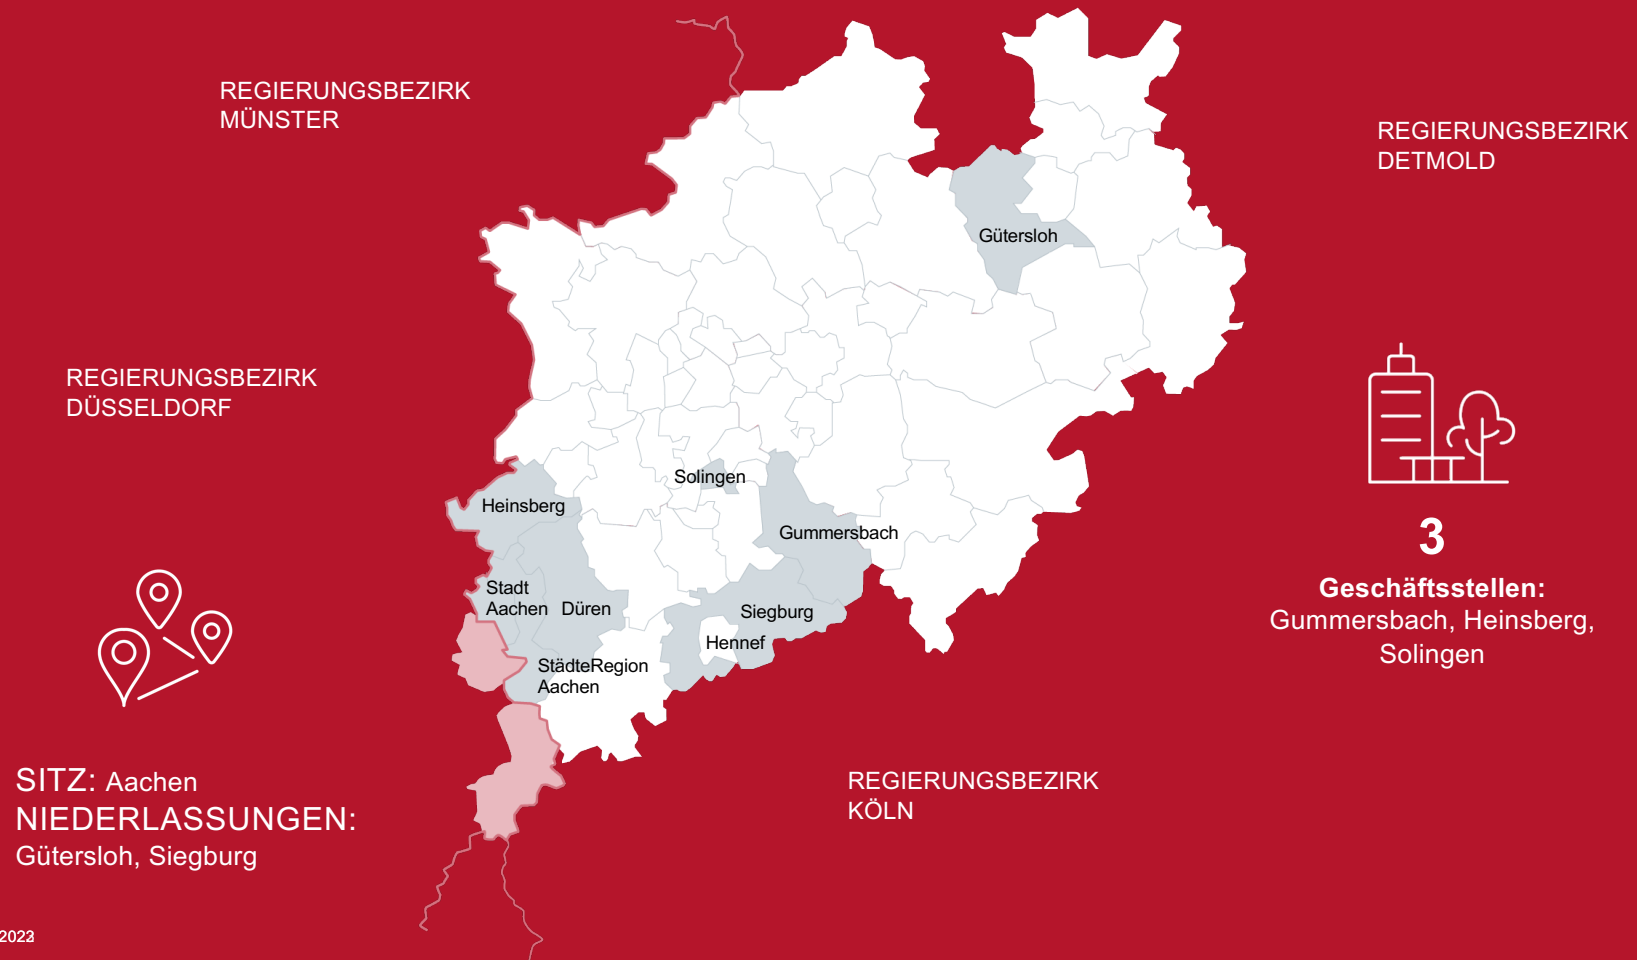 REGIERUNGSBEZIRK
MÜNSTER
REGIERUNGSBEZIRK
DETMOLD
Gütersloh
REGIERUNGSBEZIRK
DÜSSELDORF
Solingen
Heinsberg
Gummersbach
Stadt
Aachen
Düren
Siegburg
Hennef
StädteRegion
Aachen
3
Geschäftsstellen:
Gummersbach, Heinsberg,
Solingen
SITZ: Aachen
NIEDERLASSUNGEN:
Gütersloh, Siegburg
REGIERUNGSBEZIRK
KÖLN